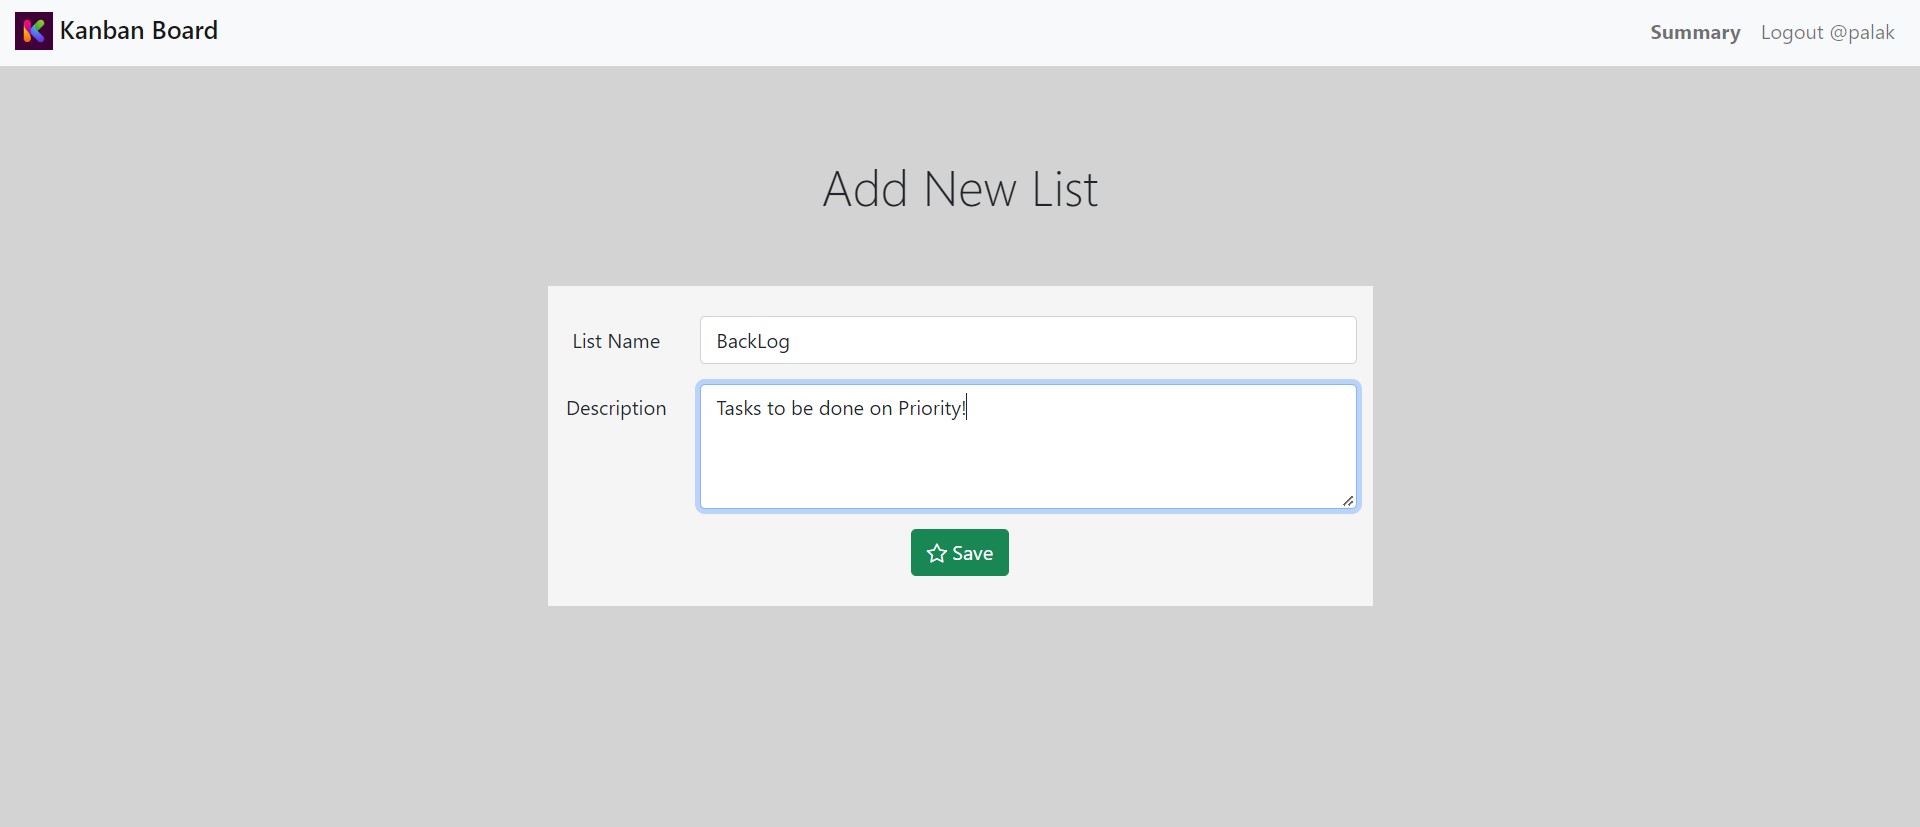 Kanban Board
Summary Logout @palak
Add New List
List Name BackLog
Description Tasks to be done on Priority!
Save